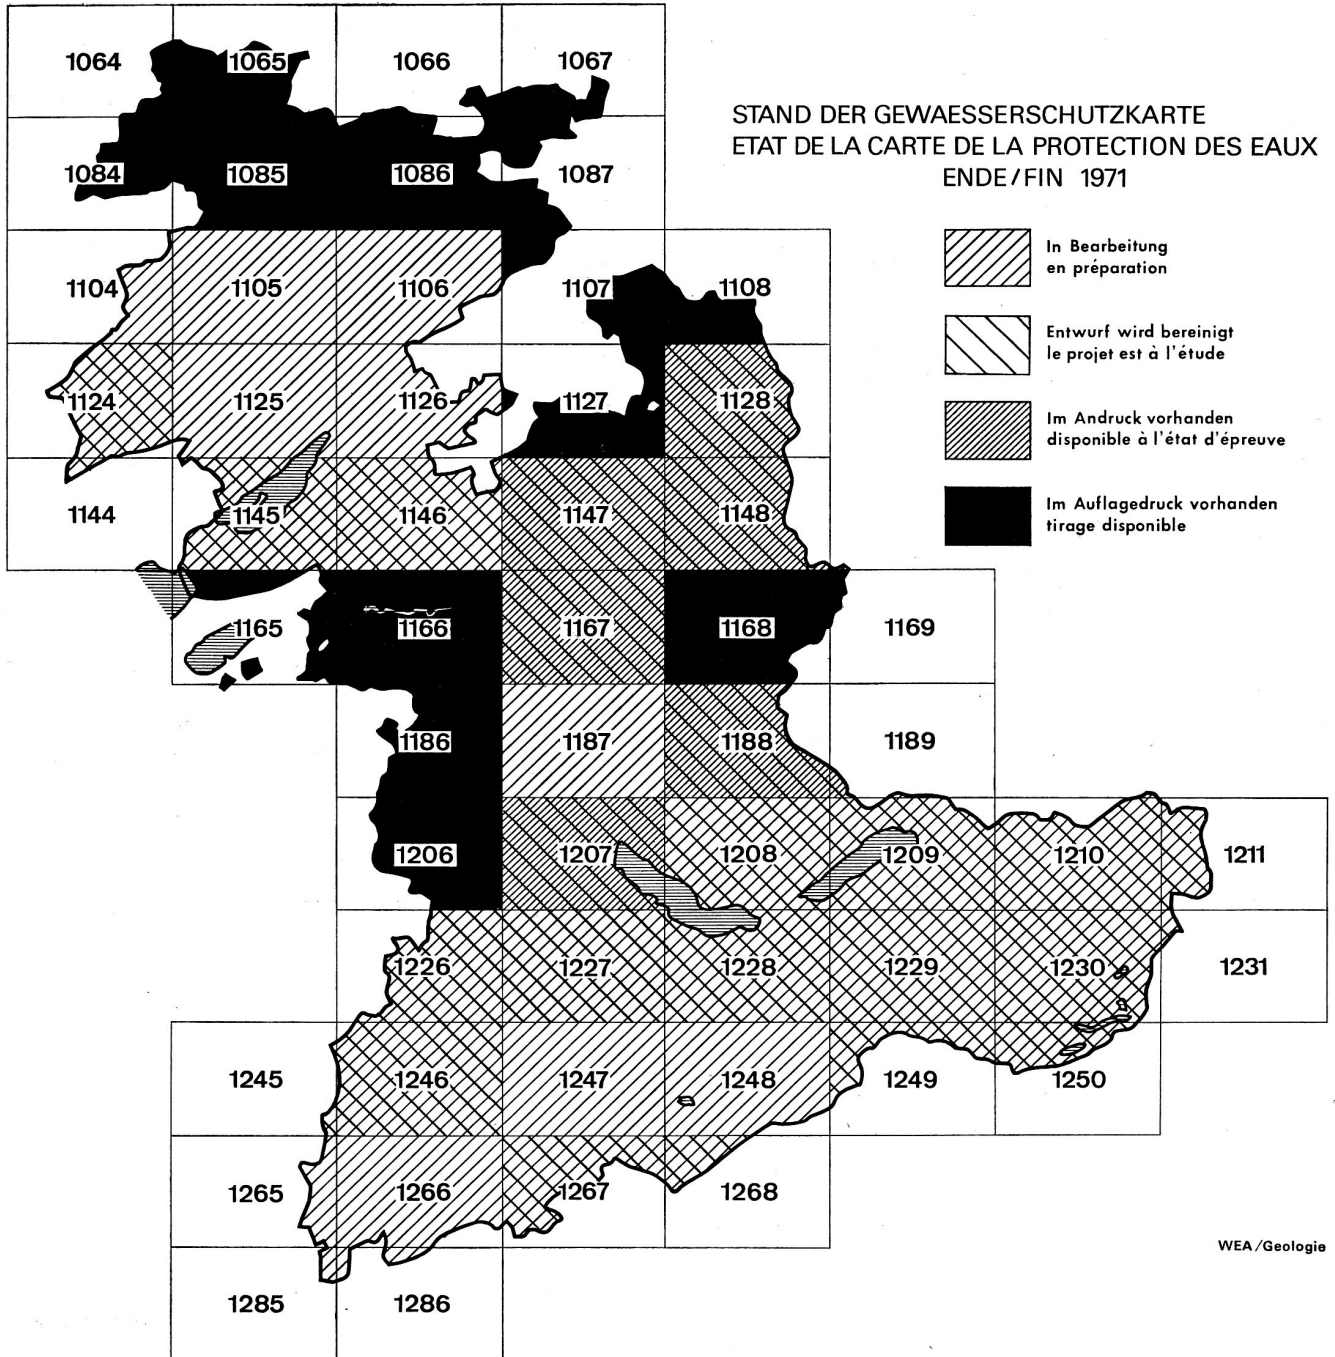 1064 1065 1066 1067
STAND DER GEWAESSERSCHUTZKARTE
ETAT DE LA CARTE DE LA PROTECTION DES EAUX
ENDE/FIN 1971
1084 1085 1086 1087
In Bearbeitung
en préparation
1104 1105 1106 1107 1108
Entwurf wird bereinigt
le projet est à l'étude
1124 1125 1126 1127 1128
Im Andruck vorhanden
disponible à l'état d'épreuve
1144 1145 1146 1147 1148
Im Auflagedruck vorhanden
tirage disponible
1165 1166 1167 1168 1169
1186 1187 1188 1189
1206 1207 1208 1209 1210 1211
1226 1227 1228 1229 1230 1231
1245 1246 1247 1248 1249 1250
1265 1266 1267 1268
WEA/Geologie
1285 1286